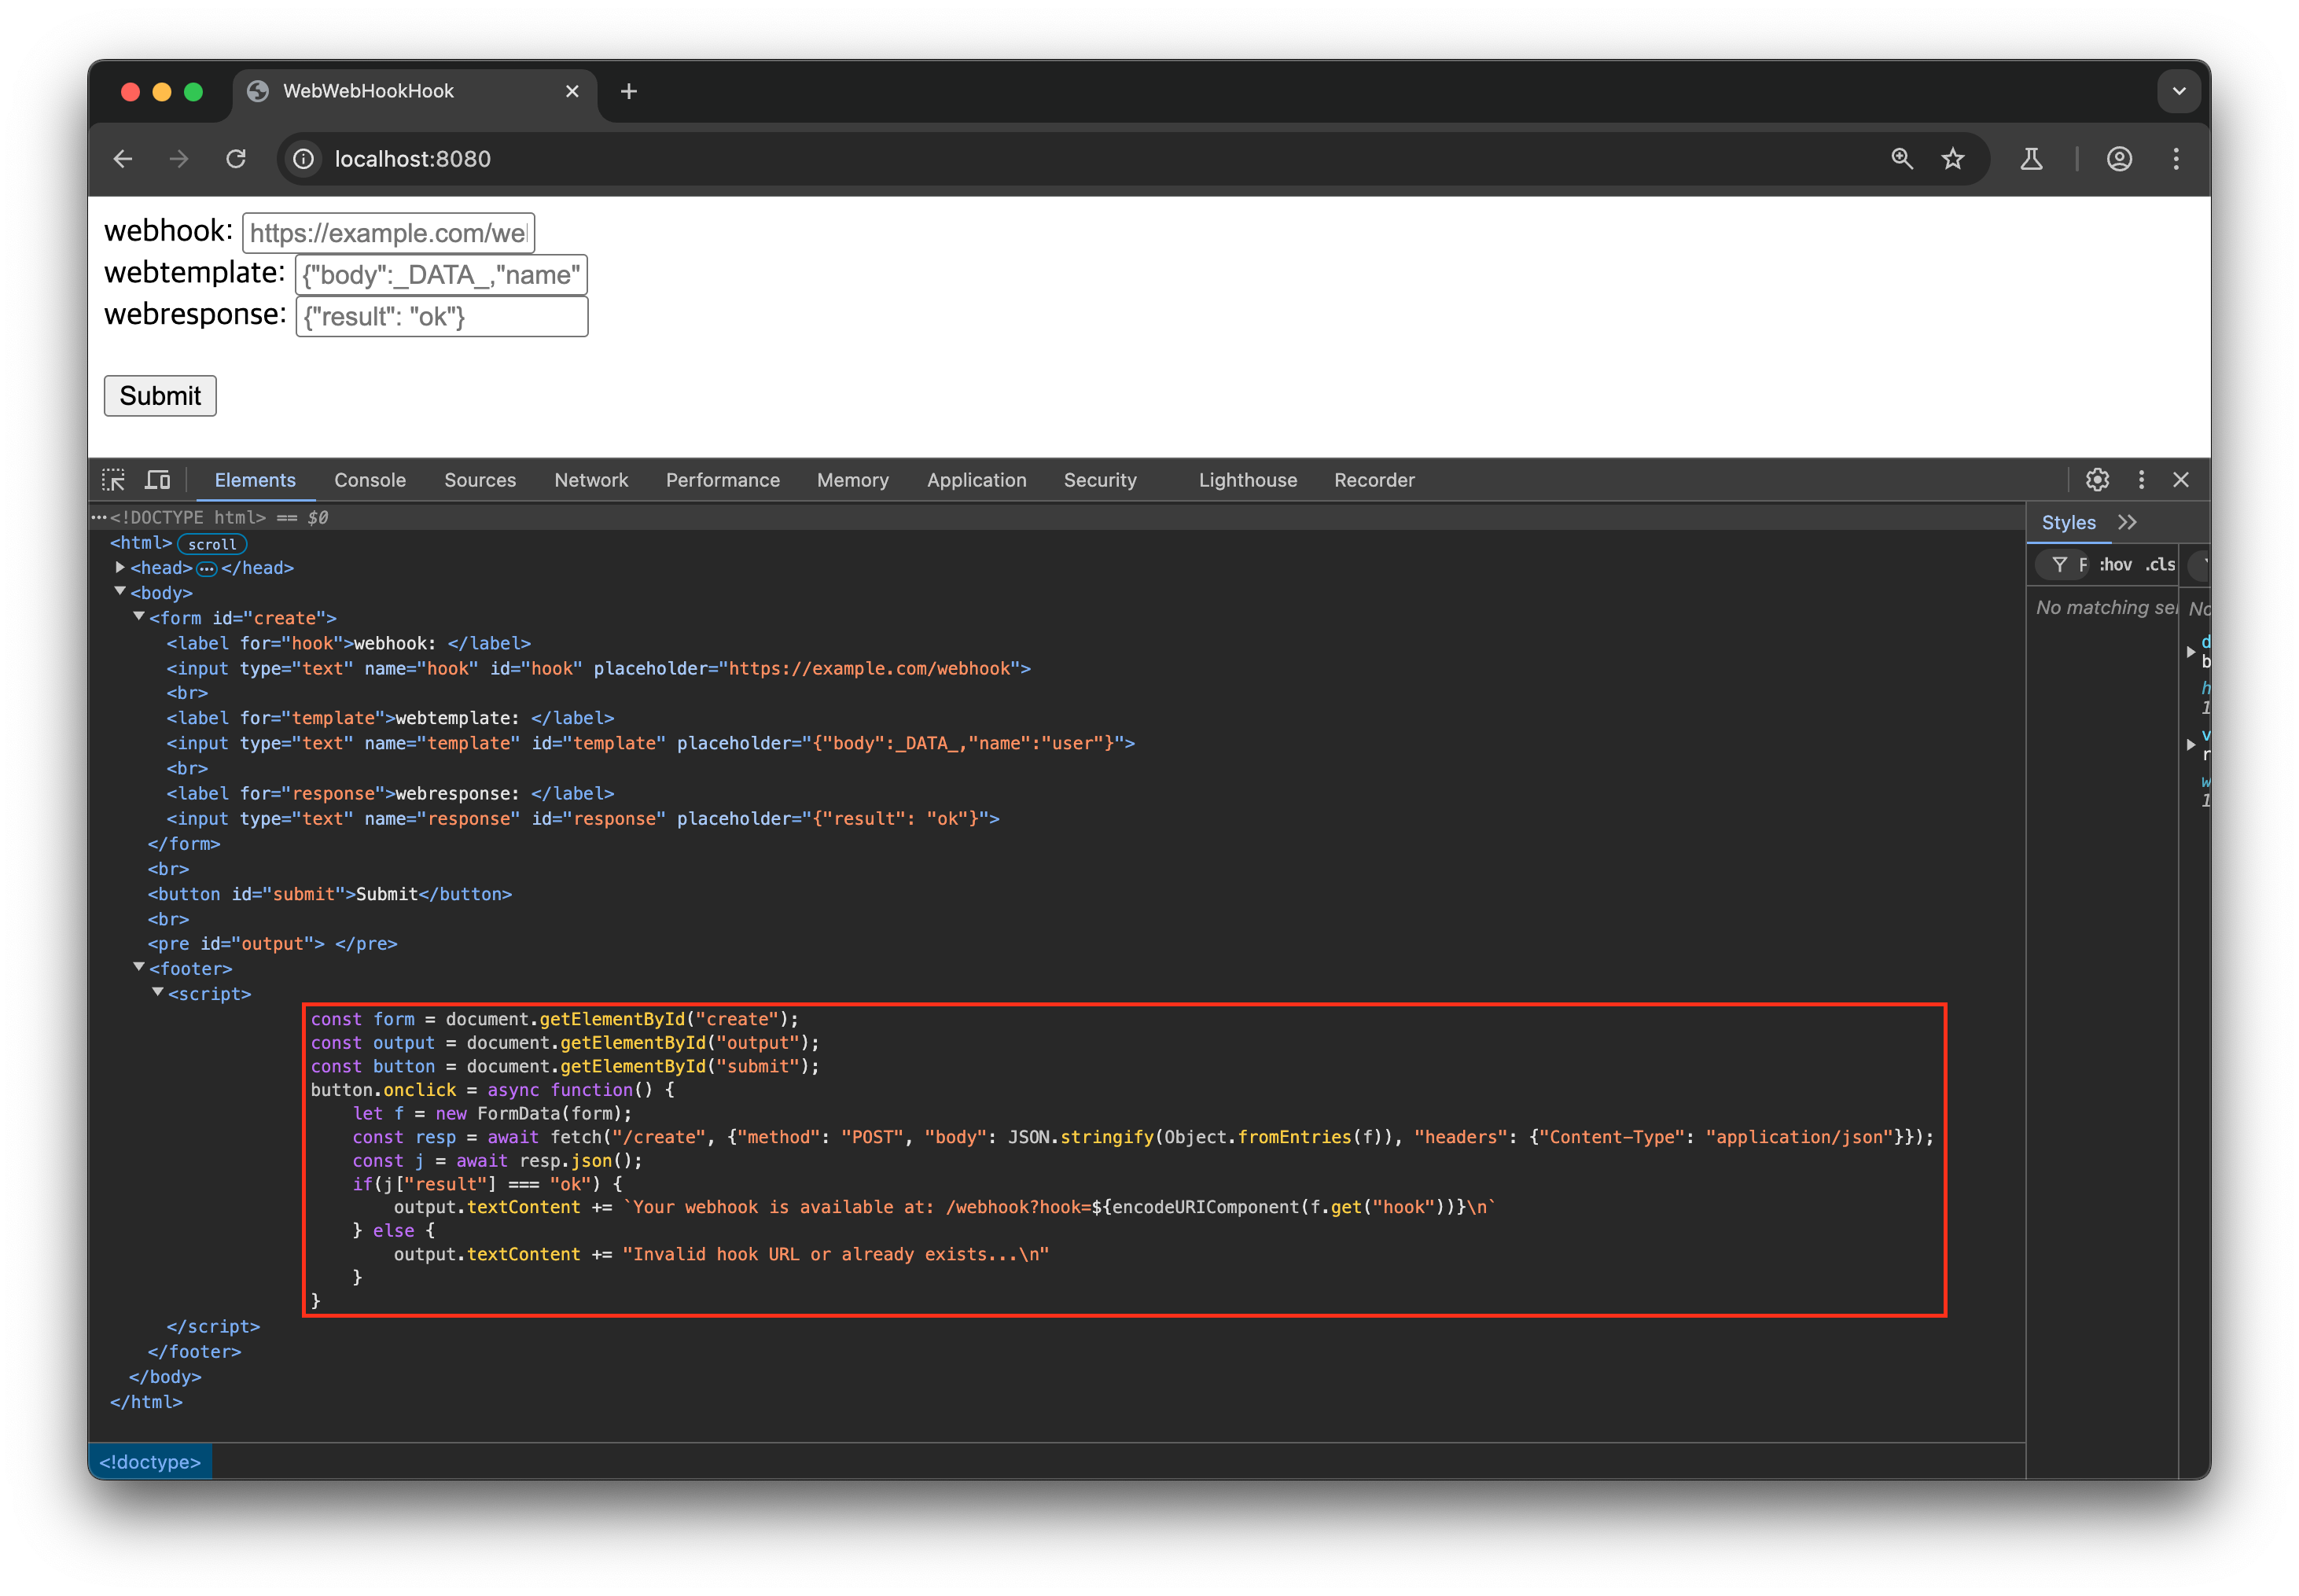 WebWebHookHook
localhost:8080
webhook: https://example.com/we
webtemplate: {"body":_DATA_,"name"
webresponse: {"result": "ok"}
Submit
Elements Console Sources Network Performance Memory Application Security Lighthouse Recorder
<!DOCTYPE html> == $0
<html> scroll
<head> </head>
<body>
<form id="create">
<label for="hook">webhook: </label>
<input type="text" name="hook" id="hook" placeholder="https://example.com/webhook">
<br>
<label for="template">webtemplate: </label>
<input type="text" name="template" id="template" placeholder="{"body":_DATA_,"name":"user"}">
<br>
<label for="response">webresponse: </label>
<input type="text" name="response" id="response" placeholder="{"result": "ok"}">
</form>
<br>
<button id="submit">Submit</button>
<br>
<pre id="output"> </pre>
<footer>
<script>
const form = document.getElementById("create");
const output = document.getElementById("output");
const button = document.getElementById("submit");
button.onclick = async function() {
let f = new FormData(form);
const resp = await fetch("/create", {"method": "POST", "body": JSON.stringify(Object.fromEntries(f)), "headers": {"Content-Type": "application/json"}});
const j = await resp.json();
if(j["result"] === "ok") {
output.textContent += `Your webhook is available at: /webhook?hook=${encodeURIComponent(f.get("hook"))}\n`
} else {
output.textContent += "Invalid hook URL or already exists...\n"
}
}
</script>
</footer>
</body>
</html>
<!doctype>
Styles
F :hov .cls
No matching sel
No